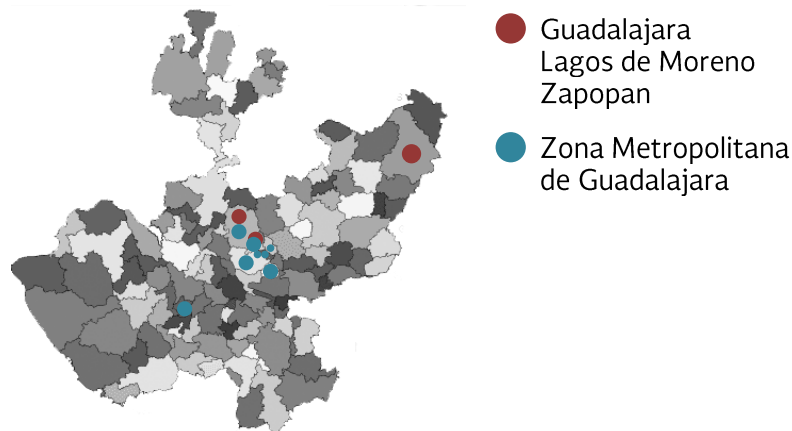 Guadalajara
Lagos de Moreno
Zapopan
Zona Metropolitana
de Guadalajara